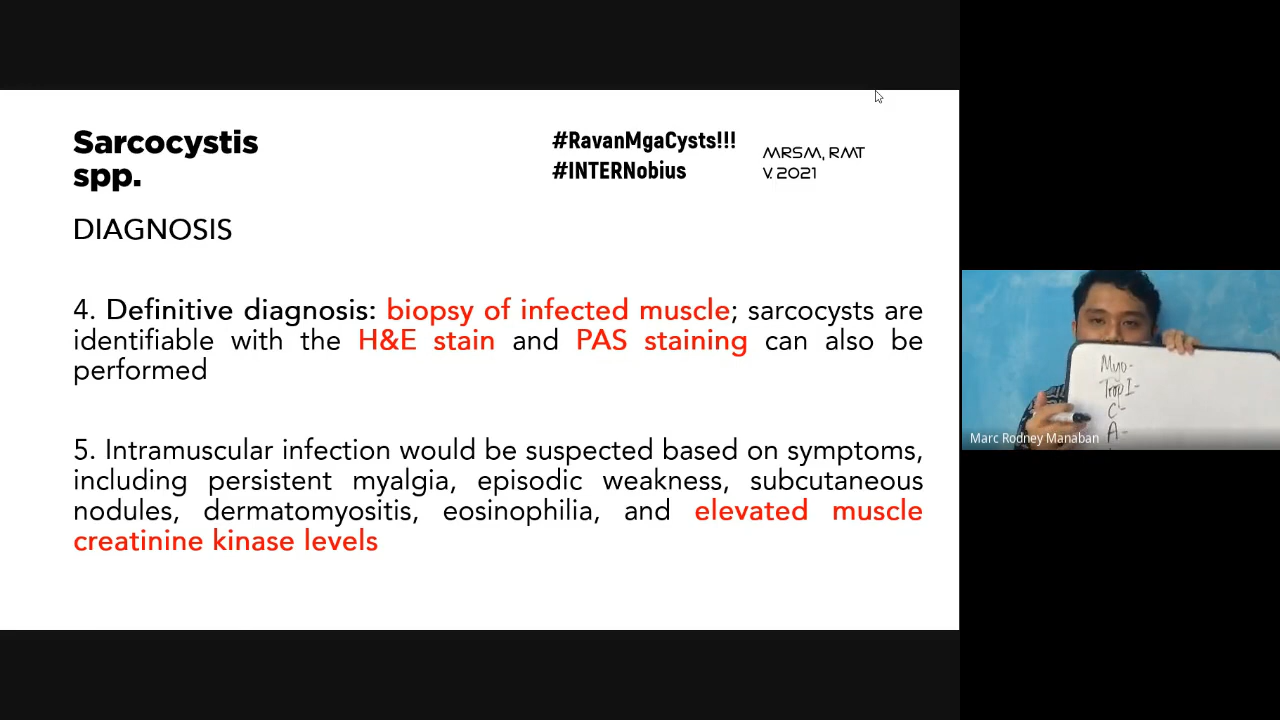 Sarcocystis
spp.
#RavanMgaCysts!!!
#INTERNobius
MRSM, RMT
V. 2021
DIAGNOSIS
4. Definitive diagnosis: biopsy of infected muscle; sarcocysts are
identifiable with the H&E stain and PAS staining can also be
performed
5. Intramuscular infection would be suspected based on symptoms,
including persistent myalgia, episodic weakness, subcutaneous
nodules, dermatomyositis, eosinophilia, and elevated muscle
creatinine kinase levels
Myo-
Trop I-
C-
A-
Marc Rodney Manaban